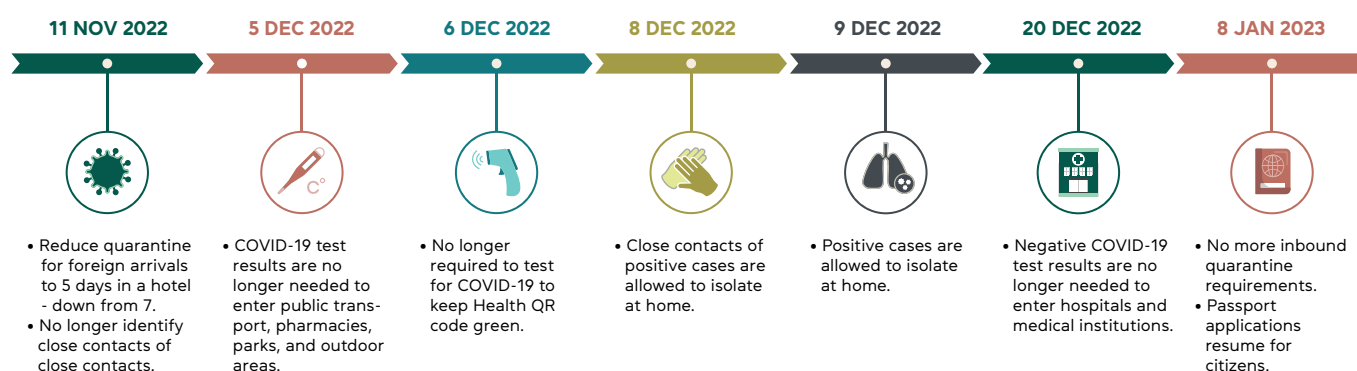 11 NOV 2022
5 DEC 2022
6 DEC 2022
8 DEC 2022
9 DEC 2022
20 DEC 2022
8 JAN 2023
C°
• Reduce quarantine
for foreign arrivals
to 5 days in a hotel
- down from 7.
• No longer identify
close contacts of
close contacts.
• COVID-19 test
results are no
longer needed to
enter public trans-
port, pharmacies,
parks, and outdoor
areas.
• No longer
required to test
for COVID-19 to
keep Health QR
code green.
• Close contacts of
positive cases are
allowed to isolate
at home.
• Positive cases are
allowed to isolate
at home.
• Negative COVID-19
test results are no
longer needed to
enter hospitals and
medical institutions.
• No more inbound
quarantine
requirements.
• Passport
applications
resume for
citizens.